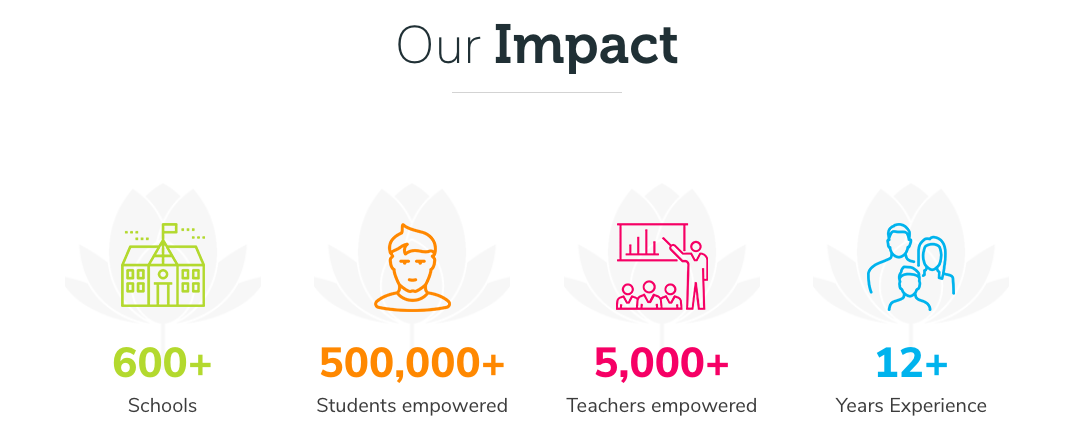 Our Impact
600+
500,000+
5,000+
12+
Schools
Students empowered
Teachers empowered
Years Experience